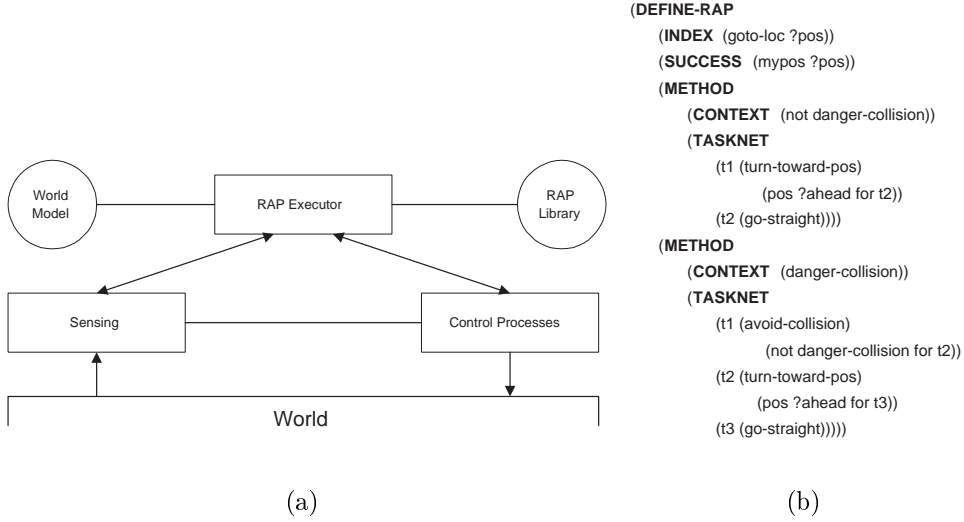 World
Model
RAP Executor
RAP
Library
Sensing
Control Processes
World
(a)
(DEFINE-RAP
(INDEX (goto-loc ?pos))
(SUCCESS (mypos ?pos))
(METHOD
(CONTEXT (not danger-collision))
(TASKNET
(t1 (turn-toward-pos)
(pos ?ahead for t2))
(t2 (go-straight))))
(METHOD
(CONTEXT (danger-collision))
(TASKNET
(t1 (avoid-collision)
(not danger-collision for t2))
(t2 (turn-toward-pos)
(pos ?ahead for t3))
(t3 (go-straight)))))
(b)